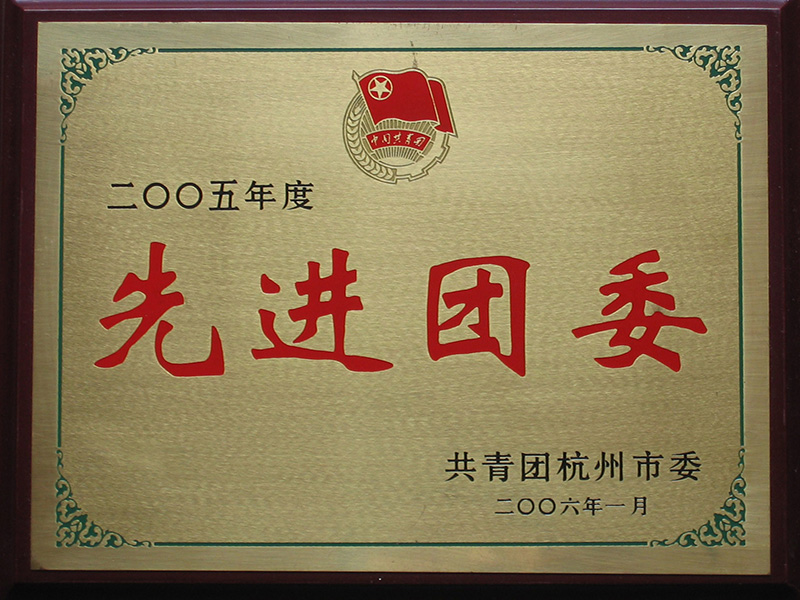 中国共青团
二〇〇五年度
先进团委
共青团杭州市委
二〇〇六年一月